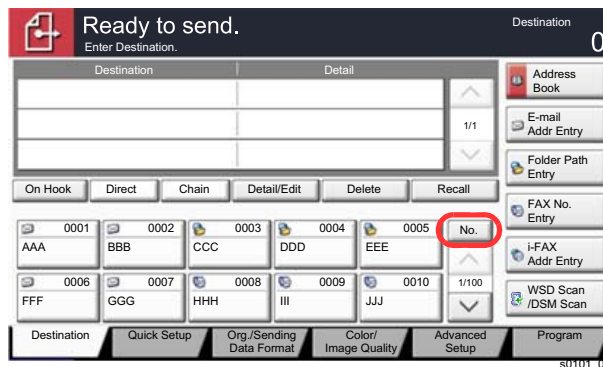 Ready to send.
Destination
Enter Destination.
0
Destination Detail
1/1
Address
Book
E-mail
Addr Entry
Folder Path
Entry
FAX No.
Entry
i-FAX
Addr Entry
WSD Scan
/DSM Scan
On Hook Direct Chain Detail/Edit Delete Recall
0001 0002 0003 0004 0005 No.
AAA BBB CCC DDD EEE
0006 0007 0008 0009 0010 1/100
FFF GGG HHH III JJJ
Destination Quick Setup Org./Sending
Data Format Color/
Image Quality Advanced
Setup Program
s0101_0